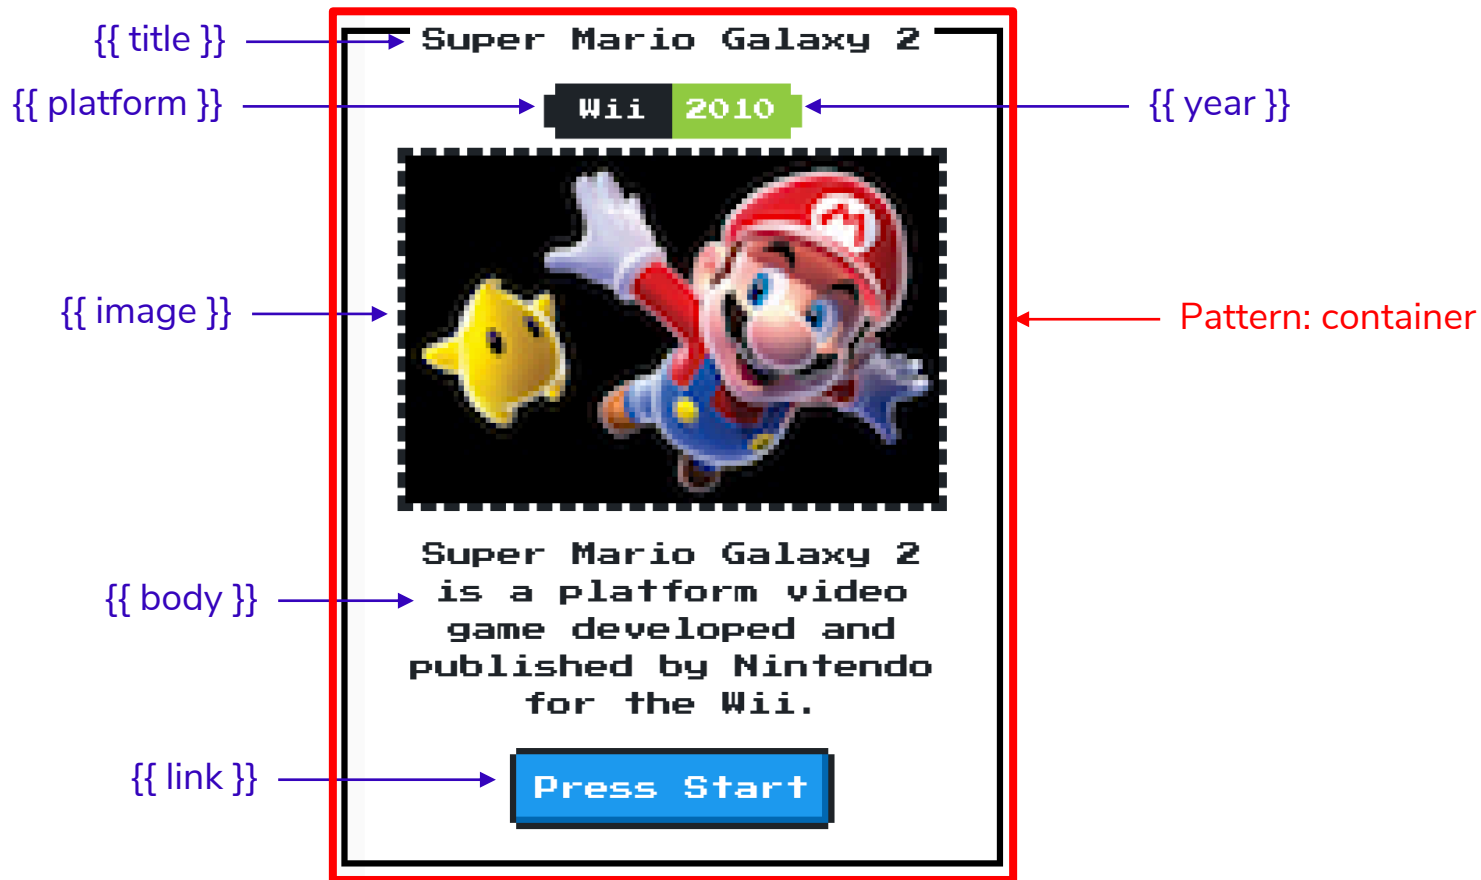 {{ title }}
Super Mario Galaxy 2
{{ platform }}
Wii 2010
{{ year }}
M
{{ image }}
Pattern: container
Super Mario Galaxy 2
is a platform video
game developed and
published by Nintendo
for the Wii.
{{ body }}
{{ link }}
Press Start